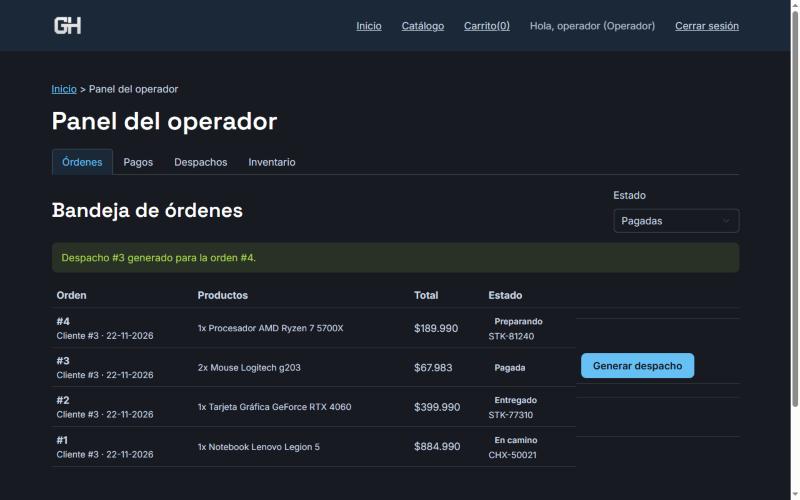 GH
Inicio Catálogo Carrito(0) Hola, operador (Operador) Cerrar sesión
Inicio > Panel del operador
Panel del operador
Órdenes Pagos Despachos Inventario
Estado
Bandeja de órdenes
Pagadas
Despacho #3 generado para la orden #4.
Orden Productos Total Estado
#4
Cliente #3 · 22-11-2026
1x Procesador AMD Ryzen 7 5700X
$189.990
Preparando
STK-81240
#3
Cliente #3 · 22-11-2026
2x Mouse Logitech g203
$67.983
Pagada
Generar despacho
#2
Cliente #3 · 22-11-2026
1x Tarjeta Gráfica GeForce RTX 4060
$399.990
Entregado
STK-77310
#1
Cliente #3 · 22-11-2026
1x Notebook Lenovo Legion 5
$884.990
En camino
CHX-50021